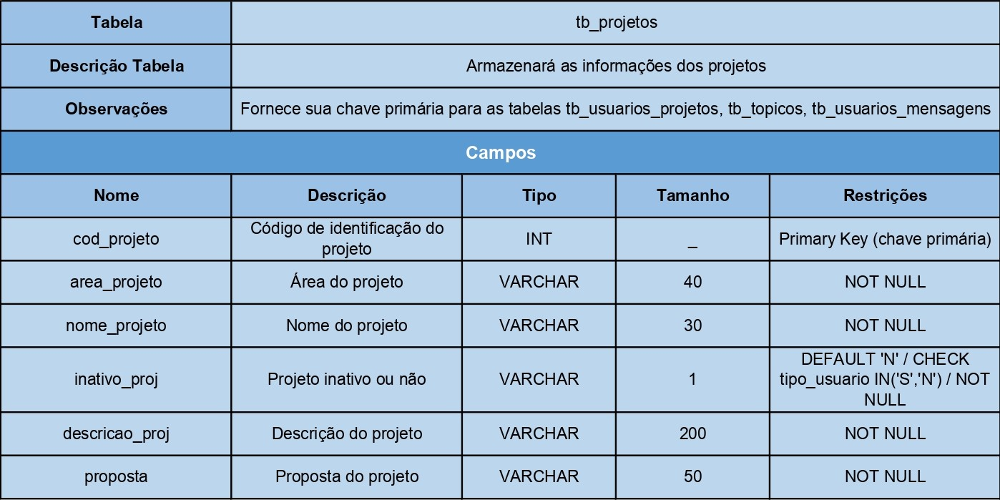 Tabela tb_projetos
Descrição Tabela Armazenará as informações dos projetos
Observações Fornece sua chave primária para as tabelas tb_usuarios_projetos, tb_topicos, tb_usuarios_mensagens
Campos
Nome Descrição Tipo Tamanho Restrições
cod_projeto Código de identificação do
projeto INT _ Primary Key (chave primária)
area_projeto Área do projeto VARCHAR 40 NOT NULL
nome_projeto Nome do projeto VARCHAR 30 NOT NULL
inativo_proj Projeto inativo ou não VARCHAR 1 DEFAULT 'N' / CHECK
tipo_usuario IN('S','N') / NOT
NULL
descricao_proj Descrição do projeto VARCHAR 200 NOT NULL
proposta Proposta do projeto VARCHAR 50 NOT NULL